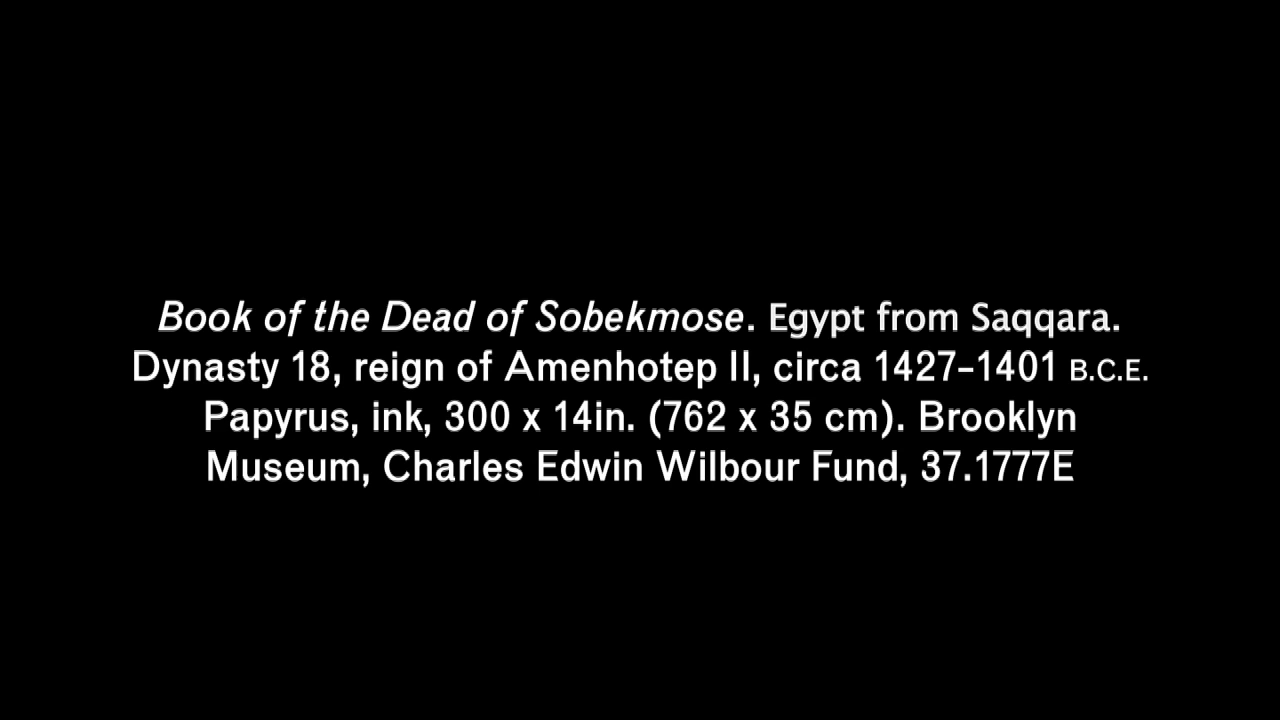 Book of the Dead of Sobekmose. Egypt from Saqqara.
Dynasty 18, reign of Amenhotep II, circa 1427–1401 B.C.E.
Papyrus, ink, 300 x 14in. (762 x 35 cm). Brooklyn
Museum, Charles Edwin Wilbour Fund, 37.1777E